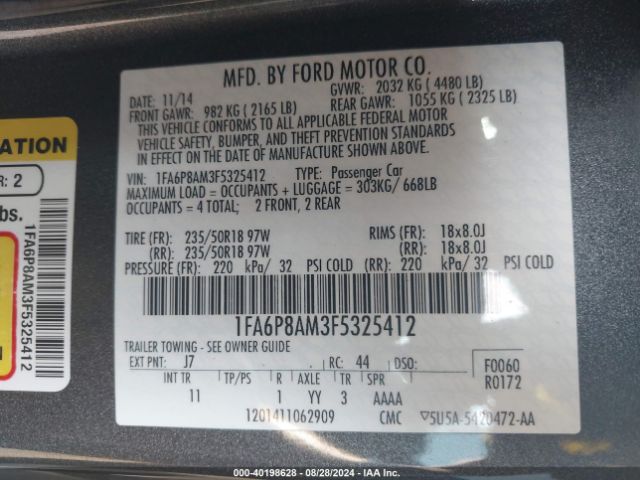 ATION
R: 2
bs.
1FA6P8AM3F5325412
MFD. BY FORD MOTOR CO.
DATE: 11/14 GVWR: 2032 KG ( 4480 LB)
FRONT GAWR: 982 KG ( 2165 LB) REAR GAWR: 1055 KG ( 2325 LB)
THIS VEHICLE CONFORMS TO ALL APPLICABLE FEDERAL MOTOR
VEHICLE SAFETY, BUMPER, AND THEFT PREVENTION STANDARDS
IN EFFECT ON THE DATE OF MANUFACTURE SHOWN ABOVE.
VIN: 1FA6P8AM3F5325412 TYPE: Passenger Car
MAXIMUM LOAD = OCCUPANTS + LUGGAGE = 303KG/ 668LB
OCCUPANTS = 4 TOTAL; 2 FRONT, 2 REAR
TIRE (FR): 235/50R18 97W RIMS (FR): 18x8.0J
(RR): 235/50R18 97W (RR): 18x8.0J
PRESSURE (FR): 220 kPa/ 32 PSI COLD (RR): 220 kPa/ 32 PSI COLD
1FA6P8AM3F5325412
TRAILER TOWING - SEE OWNER GUIDE
EXT PNT: J7 RC: 44 DSO: F0060
R0172
INT TR TP/PS R AXLE TR SPR
11 1 YY 3 AAAA
1201411062909 CMC 5U5A-5420472-AA
000-40198628 - 08/28/2024 - IAA Inc.